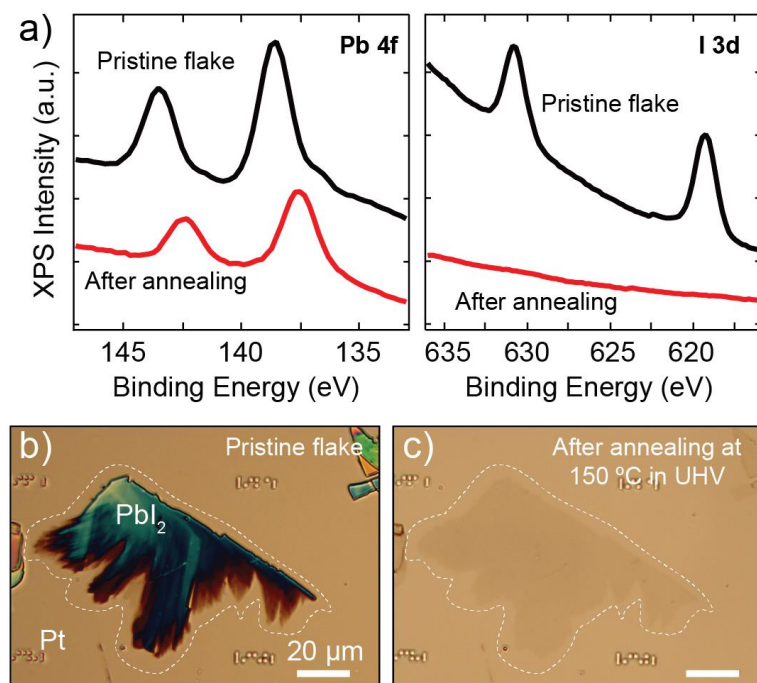 a)
Pb 4f
I 3d
Pristine flake
Pristine flake
After annealing
After annealing
XPS Intensity (a.u.)
145 140 135
635 630 625 620
Binding Energy (eV)
Binding Energy (eV)
b)
Pristine flake
PbI₂
Pt
20 μm
c)
After annealing at
150 ºC in UHV